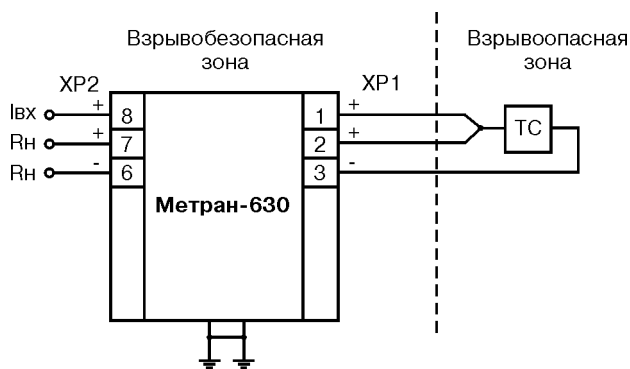 Взрывобезопасная
зона
Взрывоопасная
зона
XP2
XP1
Iвх
+
8
1
+
Rн
+
7
2
+
ТС
Rн
-
6
3
-
Метран-630